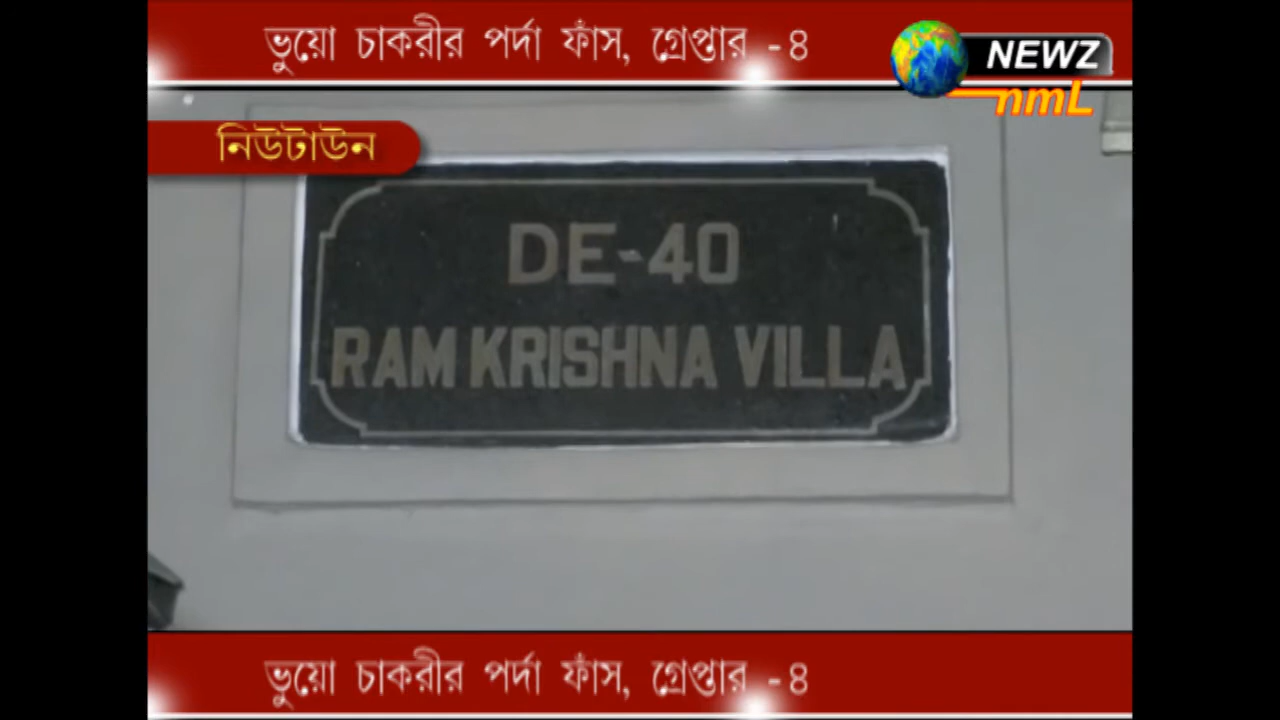 ভুয়ো চাকরীর পর্দা ফাঁস, গ্রেপ্তার -৪
NEWZ
nmL
নিউটাউন
DE-40
RAM KRISHNA VILLA
ভুয়ো চাকরীর পর্দা ফাঁস, গ্রেপ্তার -৪